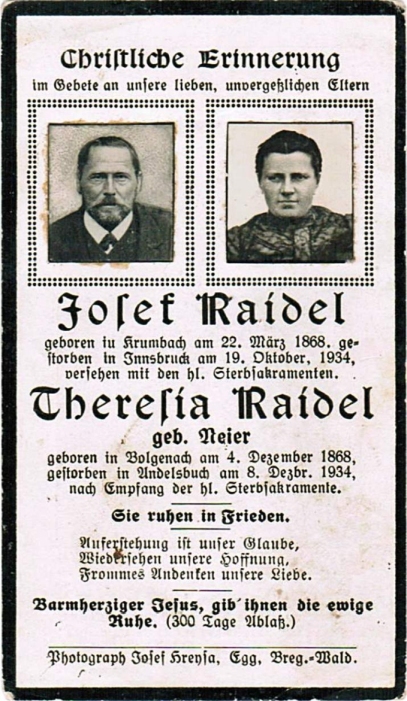 Chriſtliche Erinnerung
im Gebete an unſere lieben, unvergeßlichen Eltern
Joſef Raidel
geboren in Krumbach am 22. März 1868, ge-
ſtorben in Innsbruck am 19. Oktober, 1934,
verſehen mit den hl. Sterbſakramenten.
Thereſia Raidel
geb. Neier
geboren in Bolgenach am 4. Dezember 1868,
geſtorben in Andelsbuch am 8. Dezbr. 1934,
nach Empfang der hl. Sterbſakramente.
Sie ruhen in Frieden.
Auferſtehung iſt unſer Glaube,
Wiederſehen unſere Hoffnung,
Frommes Andenken unſere Liebe.
Barmherziger Jeſus, gib' ihnen die ewige
Ruhe. (300 Tage Ablaß.)
Photograph Joſef Hreyſa, Egg, Breg.-Wald.